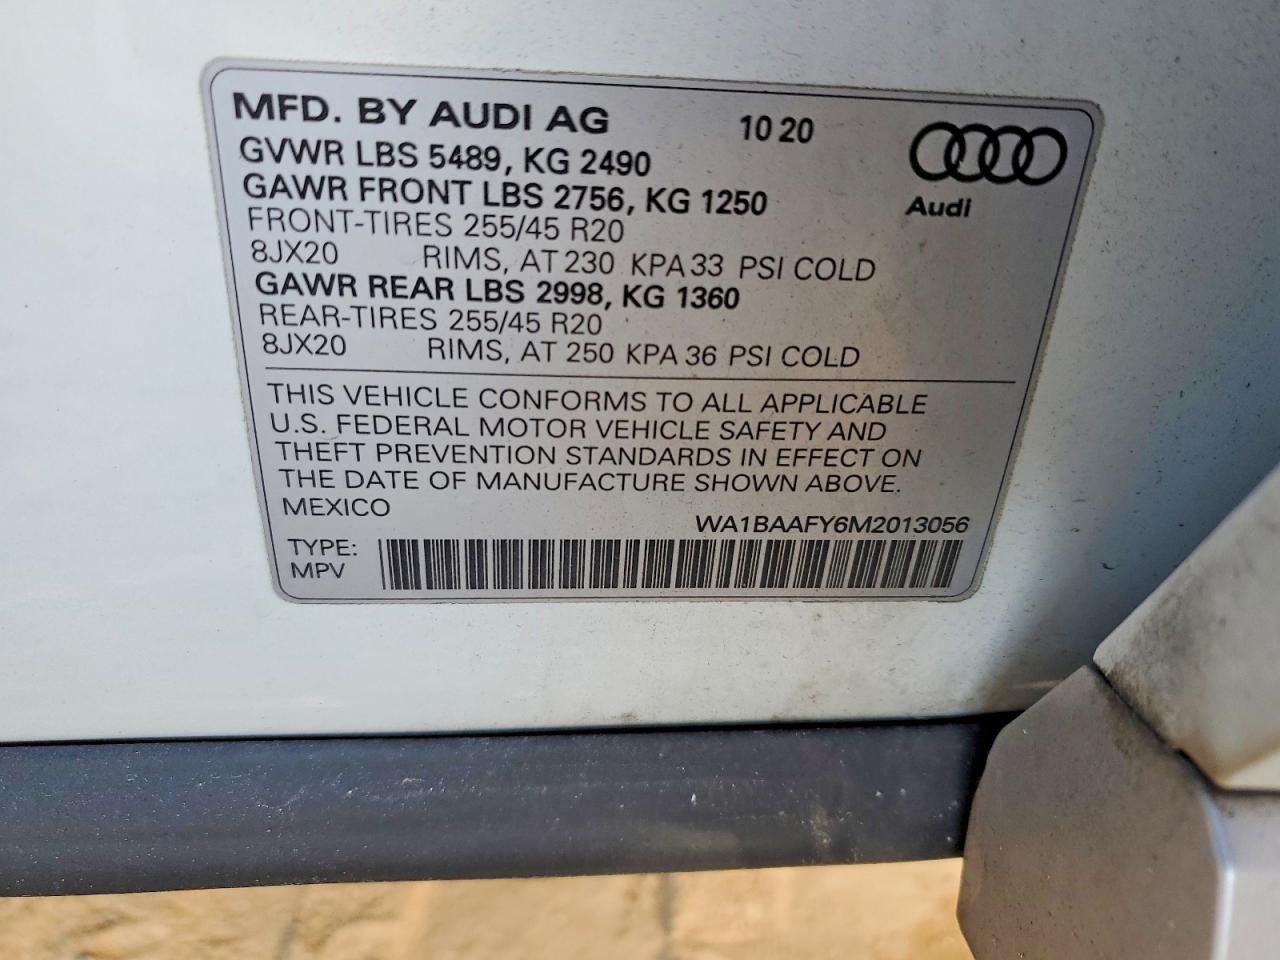 MFD. BY AUDI AG 10 20
GVWR LBS 5489, KG 2490
GAWR FRONT LBS 2756, KG 1250
Audi
FRONT-TIRES 255/45 R20
8JX20 RIMS, AT 230 KPA 33 PSI COLD
GAWR REAR LBS 2998, KG 1360
REAR-TIRES 255/45 R20
8JX20 RIMS, AT 250 KPA 36 PSI COLD
THIS VEHICLE CONFORMS TO ALL APPLICABLE
U.S. FEDERAL MOTOR VEHICLE SAFETY AND
THEFT PREVENTION STANDARDS IN EFFECT ON
THE DATE OF MANUFACTURE SHOWN ABOVE.
MEXICO
WA1BAAFY6M2013056
TYPE:
MPV